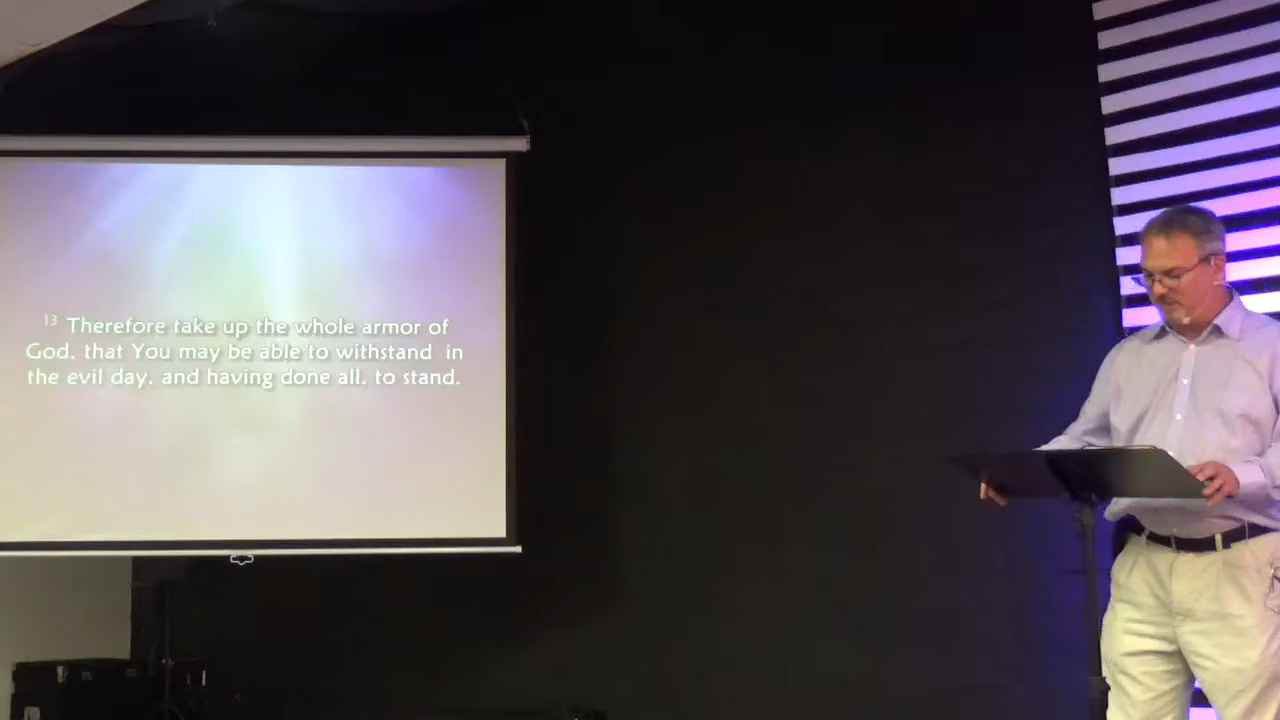 13 Therefore take up the whole armor of
God, that You may be able to withstand in
the evil day, and having done all, to stand.